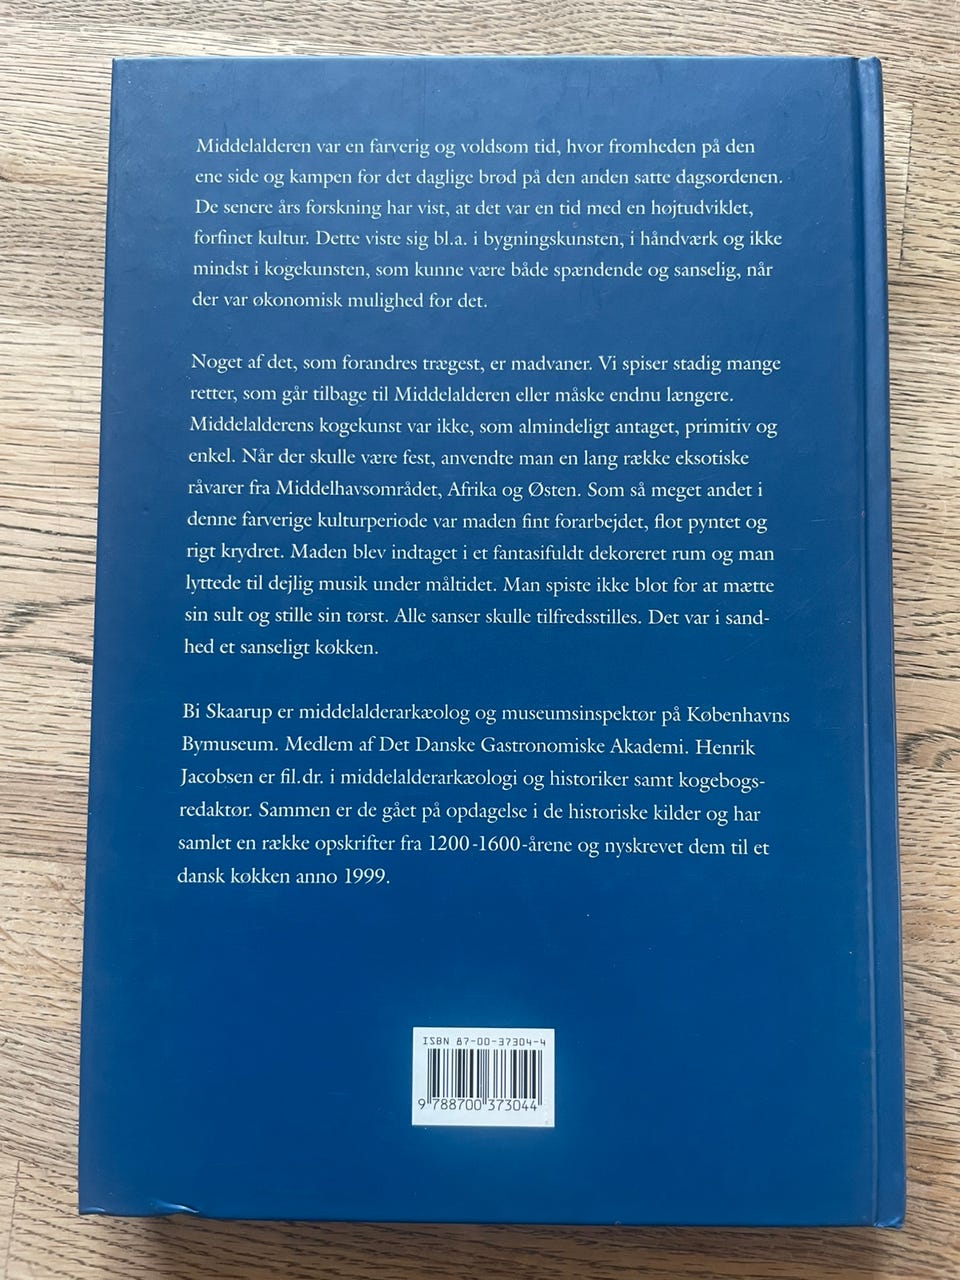 Middelalderen var en farverig og voldsom tid, hvor fromheden på den
ene side og kampen for det daglige brød på den anden satte dagsordenen.
De senere års forskning har vist, at det var en tid med en højtudviklet,
forfinet kultur. Dette viste sig bl.a. i bygningskunsten, i håndværk og ikke
mindst i kogekunsten, som kunne være både spændende og sanselig, når
der var økonomisk mulighed for det.
Noget af det, som forandres trægest, er madvaner. Vi spiser stadig mange
retter, som går tilbage til Middelalderen eller måske endnu længere.
Middelalderens kogekunst var ikke, som almindeligt antaget, primitiv og
enkel. Når der skulle være fest, anvendte man en lang række eksotiske
råvarer fra Middelhavsområdet, Afrika og Østen. Som så meget andet i
denne farverige kulturperiode var maden fint forarbejdet, flot pyntet og
rigt krydret. Maden blev indtaget i et fantasifuldt dekoreret rum og man
lyttede til dejlig musik under måltidet. Man spiste ikke blot for at mætte
sin sult og stille sin tørst. Alle sanser skulle tilfredsstilles. Det var i sand-
hed et sanseligt køkken.
Bi Skaarup er middelalderarkæolog og museumsinspektør på Københavns
Bymuseum. Medlem af Det Danske Gastronomiske Akademi. Henrik
Jacobsen er fil.dr. i middelalderarkæologi og historiker samt kogebogs-
redaktør. Sammen er de gået på opdagelse i de historiske kilder og har
samlet en række opskrifter fra 1200-1600-årene og nyskrevet dem til et
dansk køkken anno 1999.
ISBN 87-00-37304-4
9 788700 373044